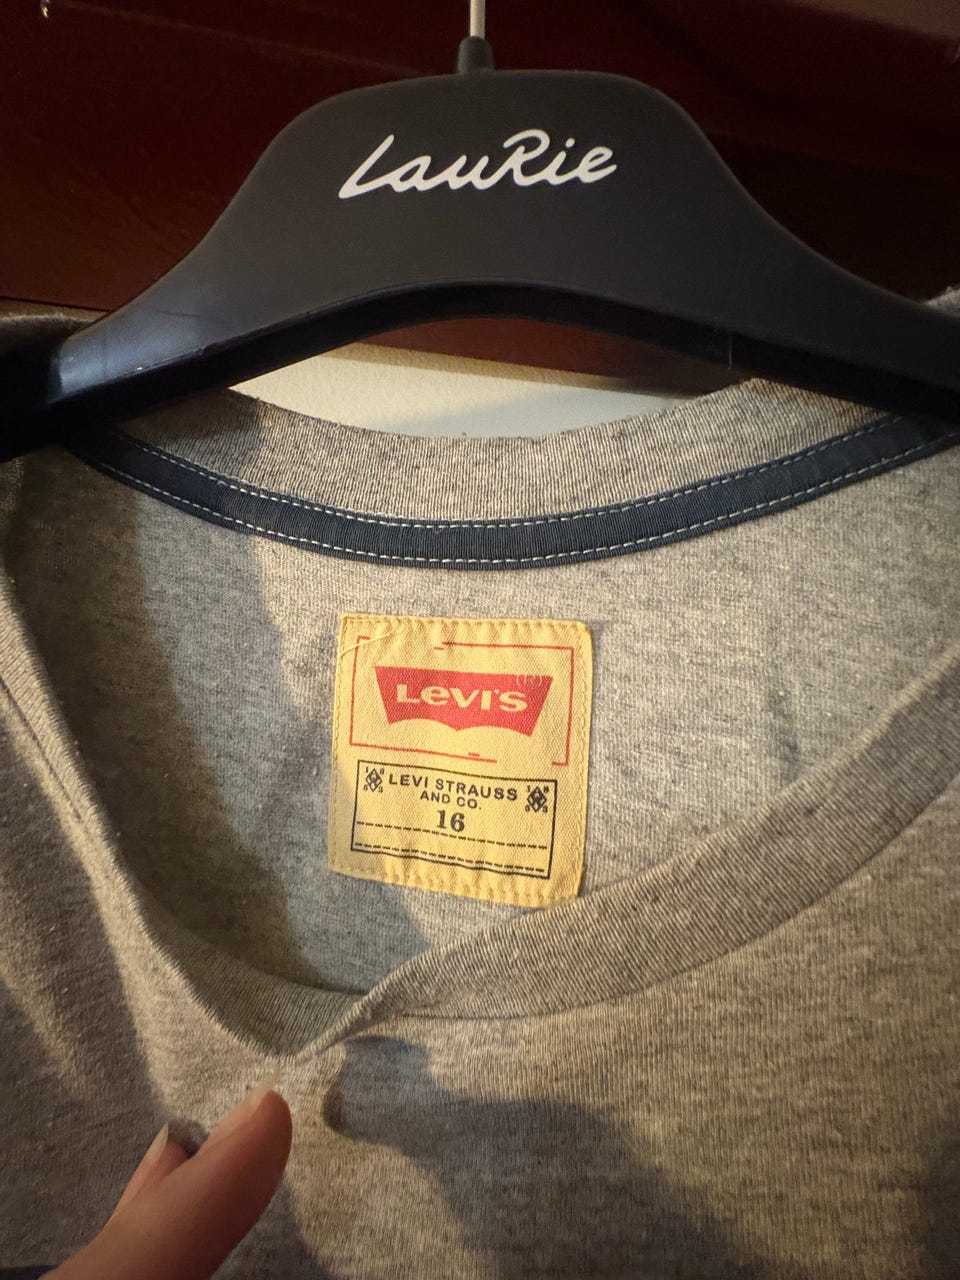 LauRie
Levi's
LEVI STRAUSS
AND CO.
16